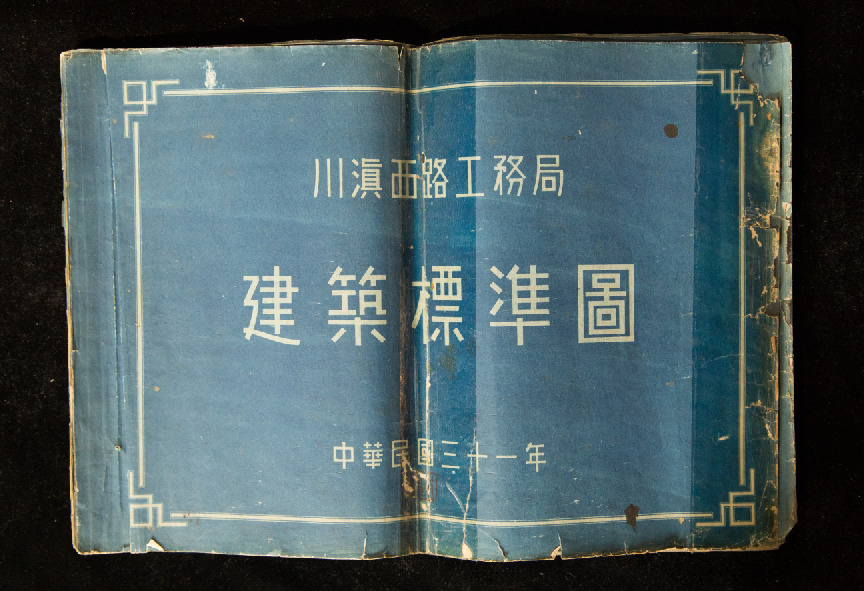 川滇西路工務局
建築標準圖
中華民國三十一年